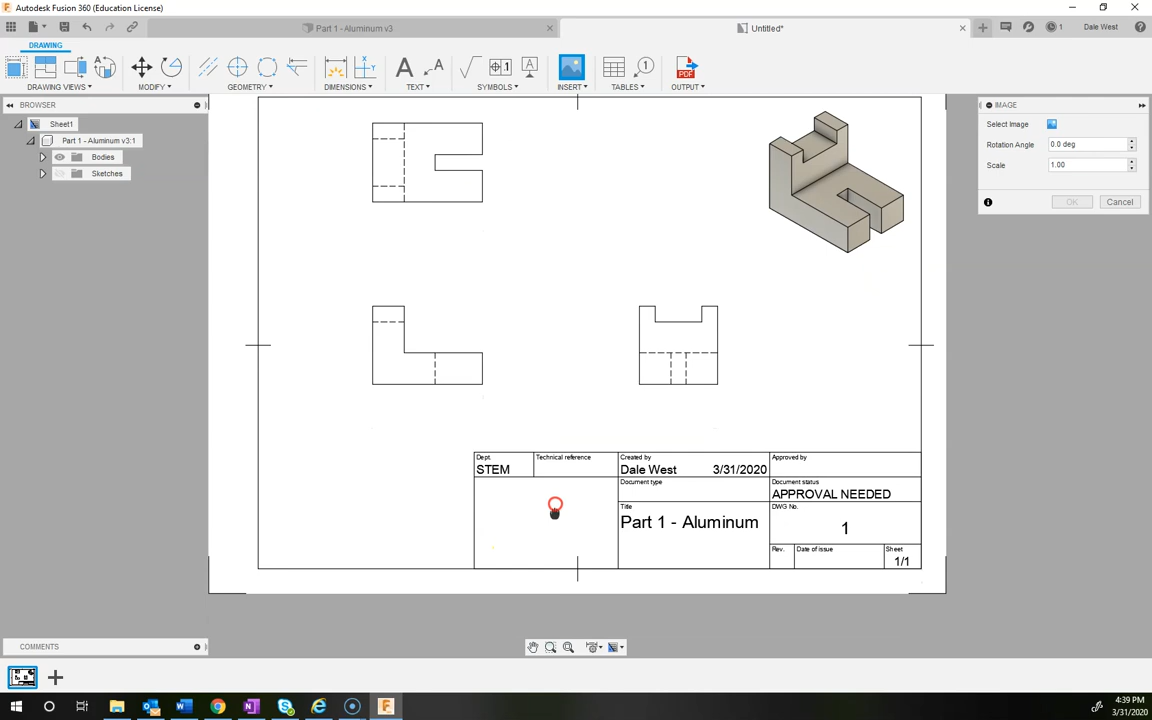 Autodesk Fusion 360 (Education License)
Part 1 - Aluminum v3
Untitled*
Dale West
DRAWING
DRAWING VIEWS
MODIFY
GEOMETRY
DIMENSIONS
TEXT
SYMBOLS
INSERT
TABLES
OUTPUT
BROWSER
Sheet1
Part 1 - Aluminum v3:1
Bodies
Sketches
IMAGE
Select Image
Rotation Angle 0.0 deg
Scale 1.00
OK Cancel
Dept.
STEM
Technical reference
Created by
Dale West 3/31/2020
Approved by
Document type
Document status
APPROVAL NEEDED
Title
Part 1 - Aluminum
DWG No.
1
Rev.
Date of issue
Sheet
1/1
COMMENTS
4:39 PM
3/31/2020